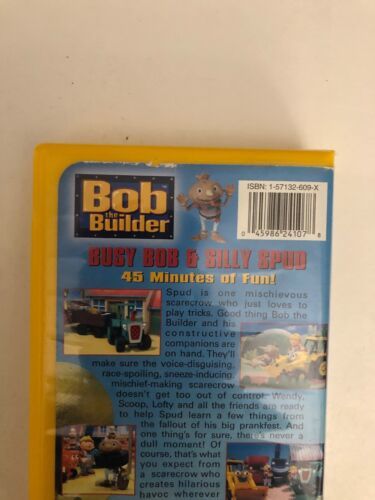 Bob
the
Builder
ISBN: 1-57132-609-X
0 45986 24107 8
BUSY BOB & SILLY SPUD
45 Minutes of Fun!
Spud is one mischievous
scarecrow who just loves to
play tricks. Good thing Bob the
Builder and his
constructive
companions are
on hand. They'll
make sure the voice-disguising,
race-spoiling, sneeze-inducing,
mischief-making scarecrow
doesn't get too out of control. Wendy,
Scoop, Lofty and all the friends are ready
to help Spud learn a few things from
the fallout of his big prankfest. And
one thing's for sure, there's never a
dull moment! Of
course, that's what
you expect from
a scarecrow who
creates hilarious
havoc wherever